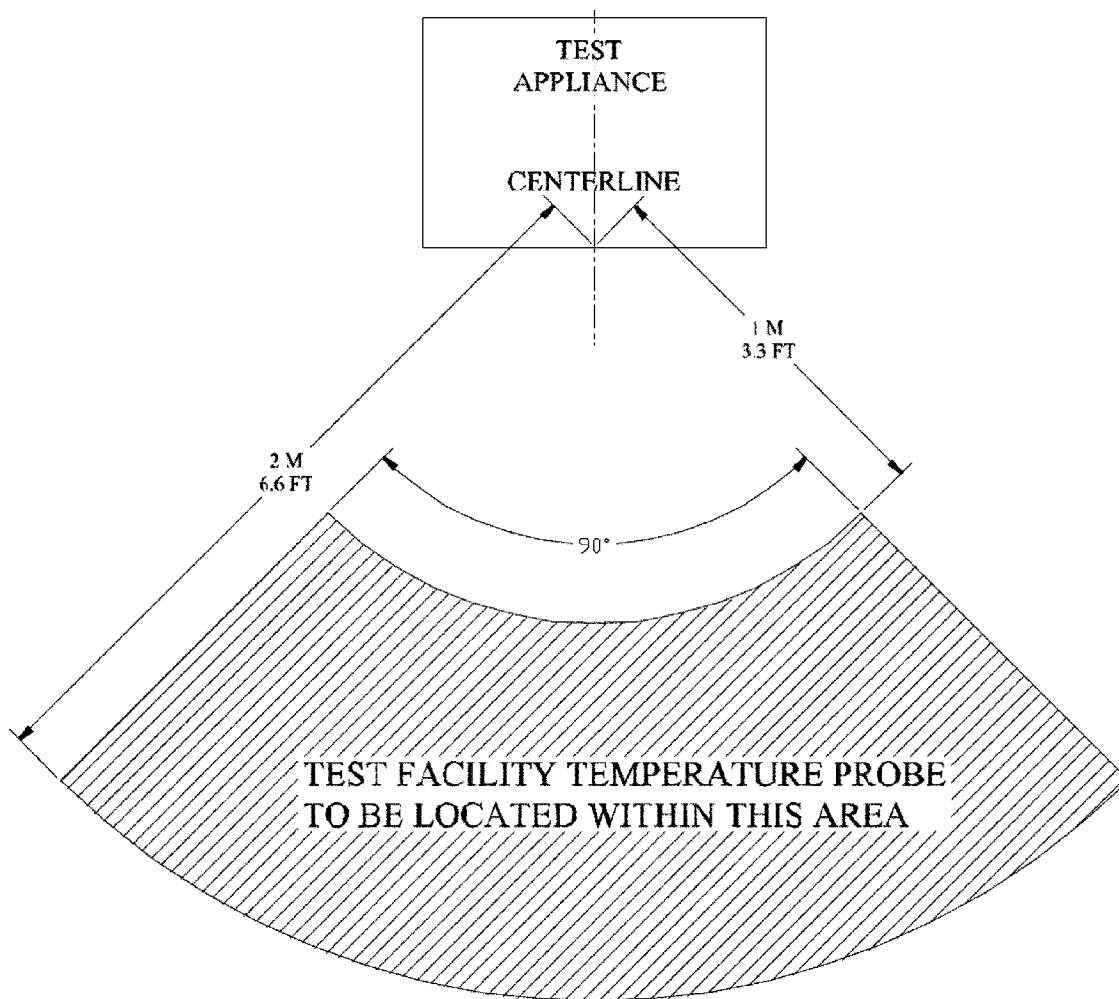 TEST
APPLIANCE
CENTERLINE
1 M
3.3 FT
2 M
6.6 FT
90°
TEST FACILITY TEMPERATURE PROBE
TO BE LOCATED WITHIN THIS AREA